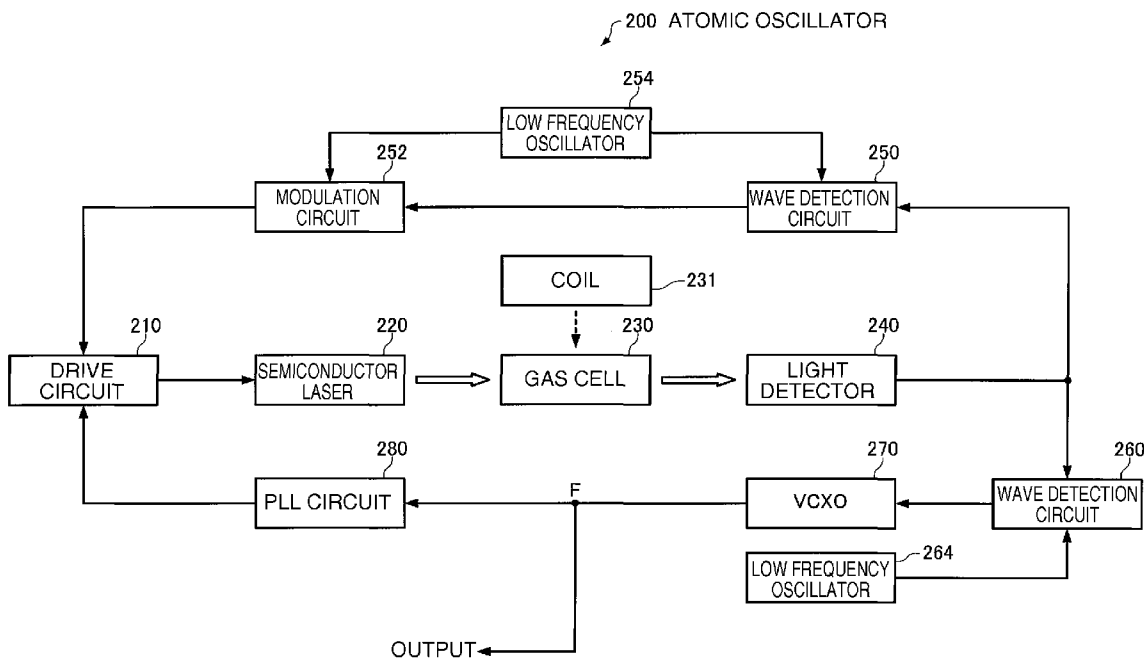 200 ATOMIC OSCILLATOR
254
LOW FREQUENCY
OSCILLATOR
252
MODULATION
CIRCUIT
250
WAVE DETECTION
CIRCUIT
COIL
231
210
DRIVE
CIRCUIT
220
SEMICONDUCTOR
LASER
230
GAS CELL
240
LIGHT
DETECTOR
280
PLL CIRCUIT
F
270
VCXO
260
WAVE DETECTION
CIRCUIT
264
LOW FREQUENCY
OSCILLATOR
OUTPUT